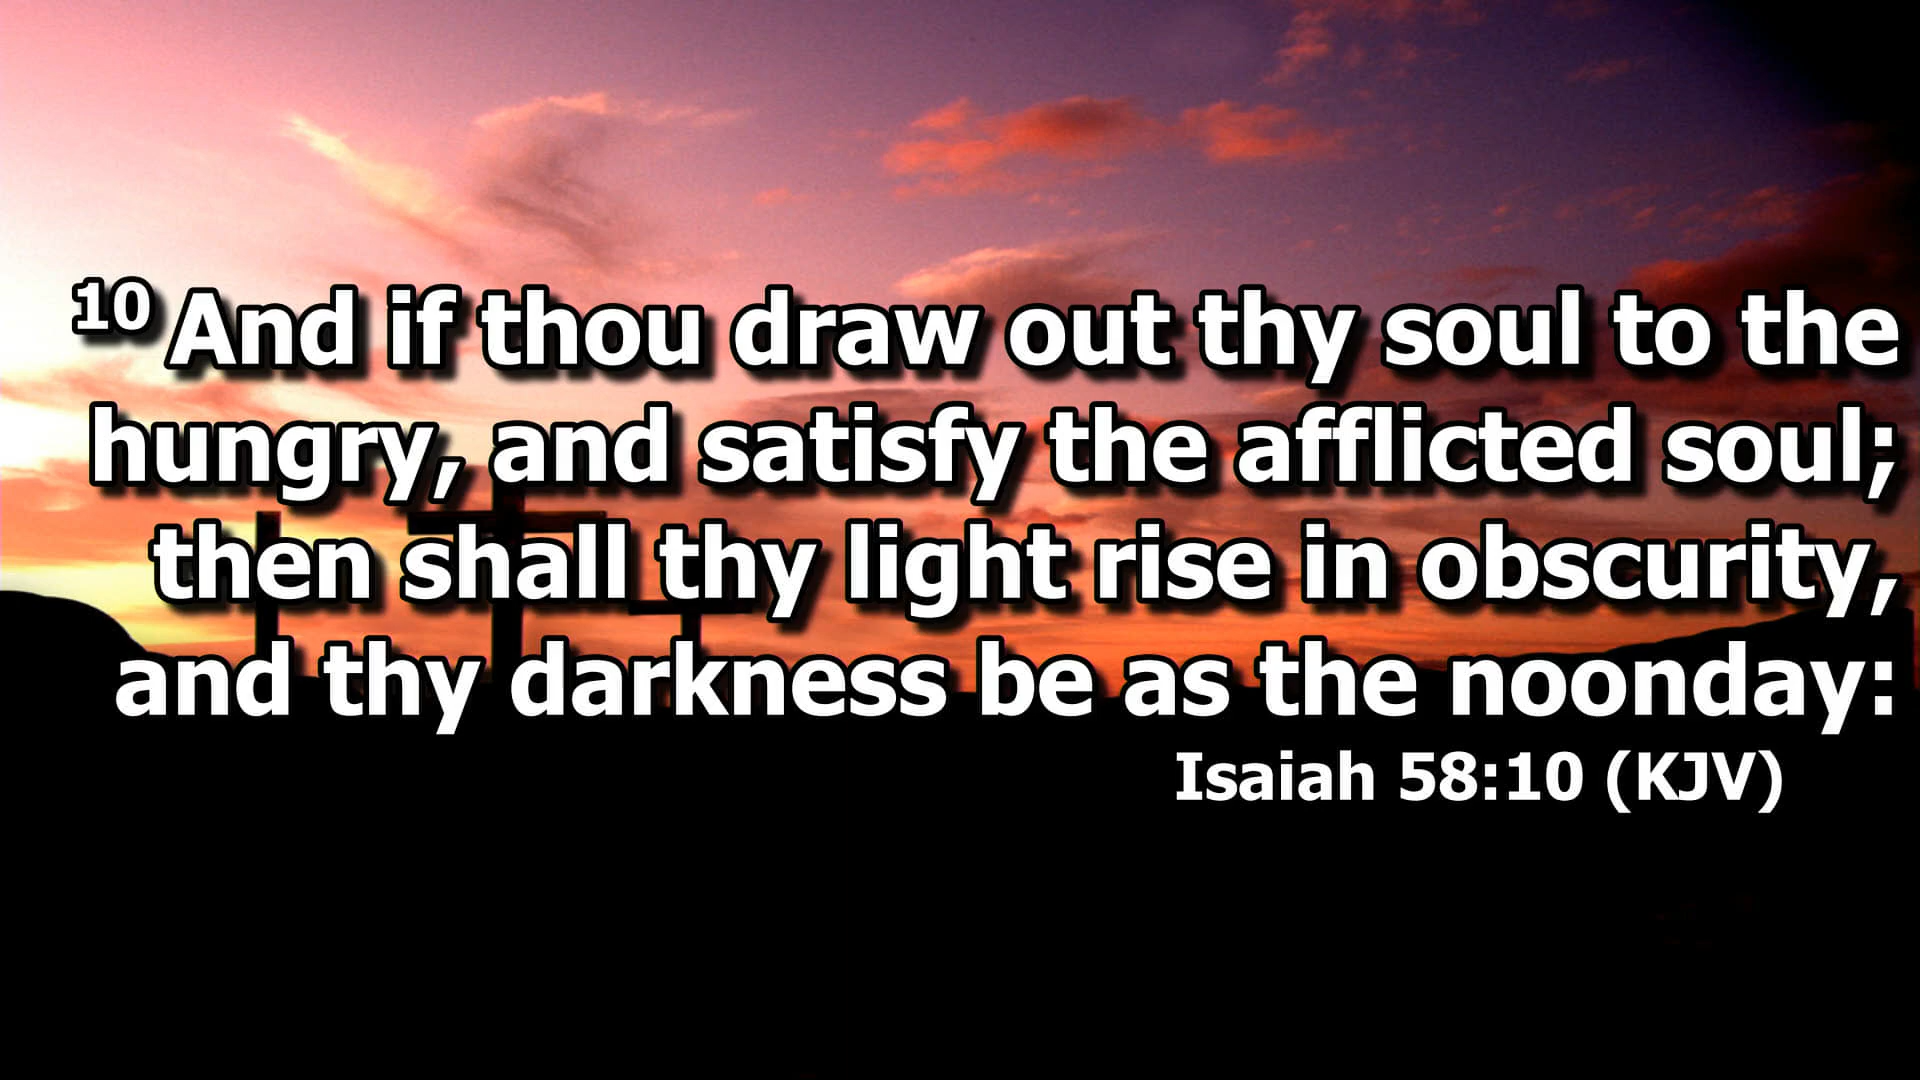 10 And if thou draw out thy soul to the
hungry, and satisfy the afflicted soul;
then shall thy light rise in obscurity,
and thy darkness be as the noonday:
Isaiah 58:10 (KJV)